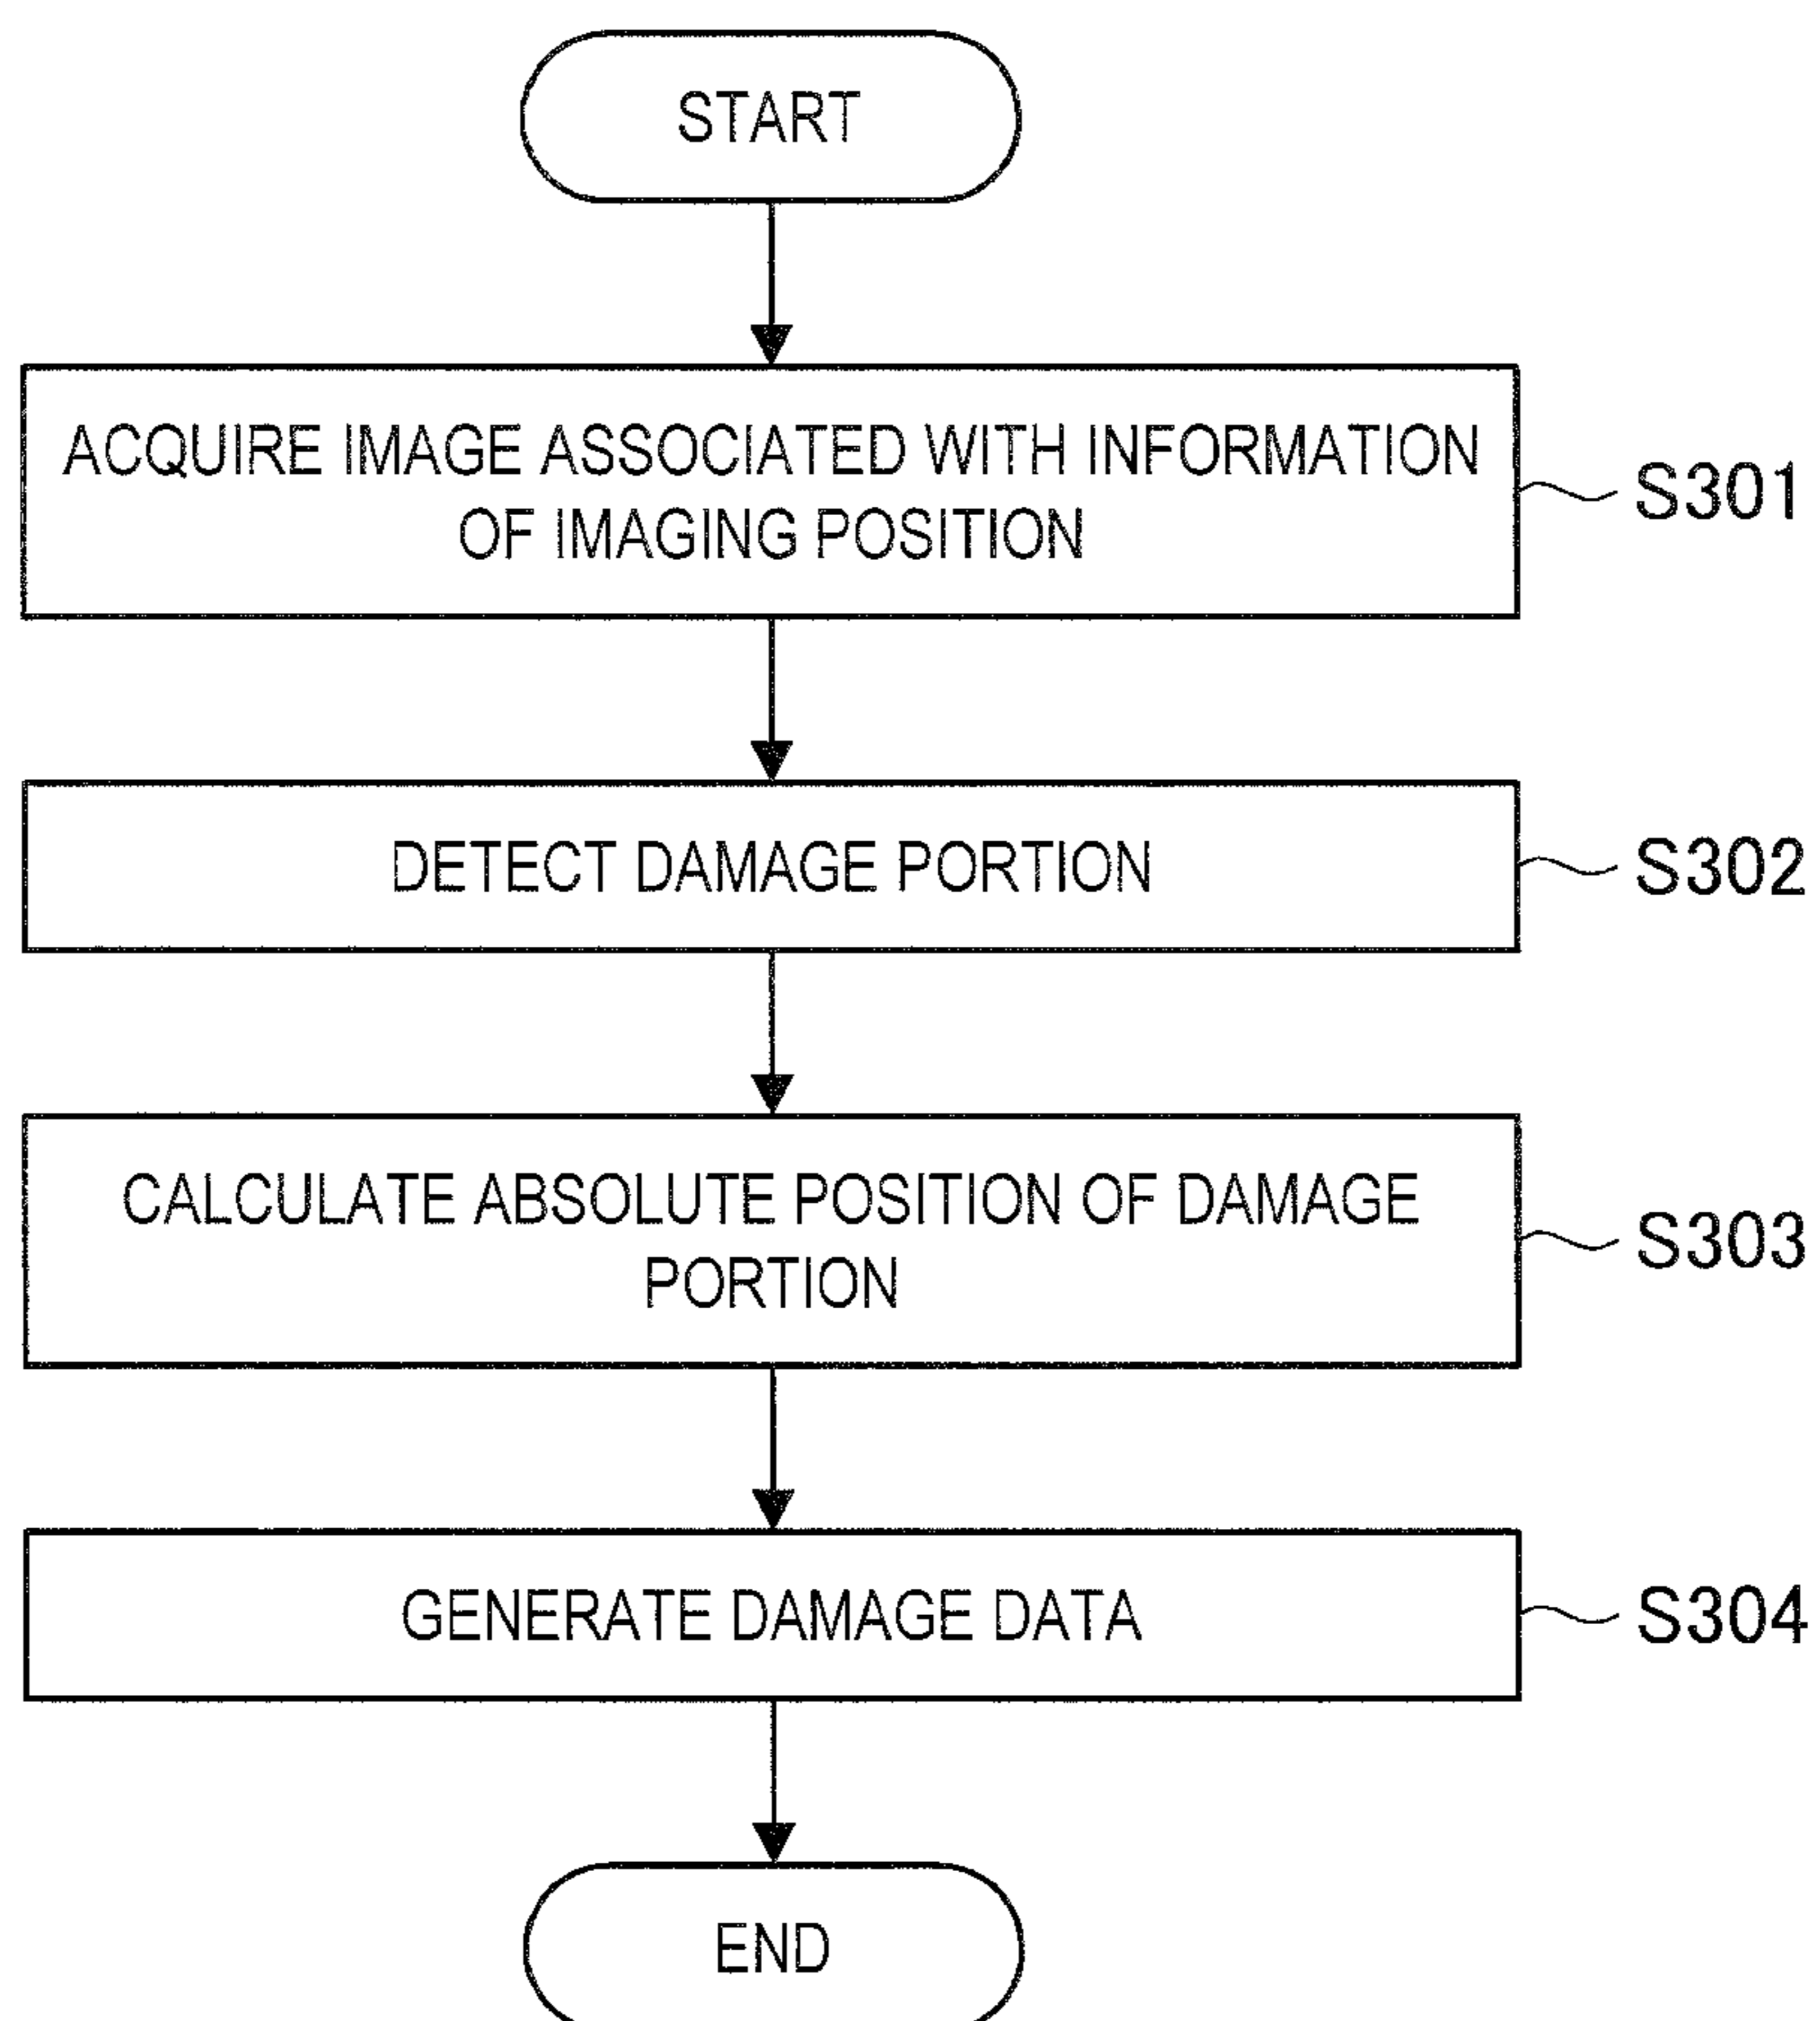 START
ACQUIRE IMAGE ASSOCIATED WITH INFORMATION
OF IMAGING POSITION
S301
DETECT DAMAGE PORTION
S302
CALCULATE ABSOLUTE POSITION OF DAMAGE
PORTION
S303
GENERATE DAMAGE DATA
S304
END